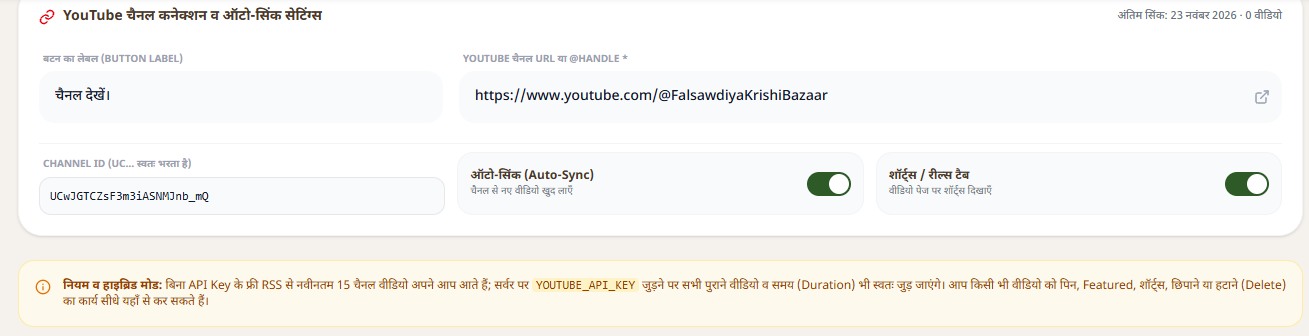 YouTube चैनल कनेक्शन व ऑटो-सिंक सेटिंग्स
अंतिम सिंक: 23 नवंबर 2026 · 0 वीडियो
बटन का लेबल (BUTTON LABEL)
YOUTUBE चैनल URL या @HANDLE *
चैनल देखें।
https://www.youtube.com/@FalsawdiyaKrishiBazaar
CHANNEL ID (UC... स्वतः भरता है)
UCwJGTCZsF3m3iASNMJnb_mQ
ऑटो-सिंक (Auto-Sync)
चैनल से नए वीडियो खुद लाएँ
शॉर्ट्स / रील्स टैब
वीडियो पेज पर शॉर्ट्स दिखाएँ
नियम व हाइब्रिड मोड: बिना API Key के फ्री RSS से नवीनतम 15 चैनल वीडियो अपने आप आते हैं; सर्वर पर YOUTUBE_API_KEY जुड़ने पर सभी पुराने वीडियो व समय (Duration) भी स्वतः जुड़ जाएंगे। आप किसी भी वीडियो को पिन, Featured, शॉर्ट्स, छिपाने या हटाने (Delete)
का कार्य सीधे यहाँ से कर सकते हैं।